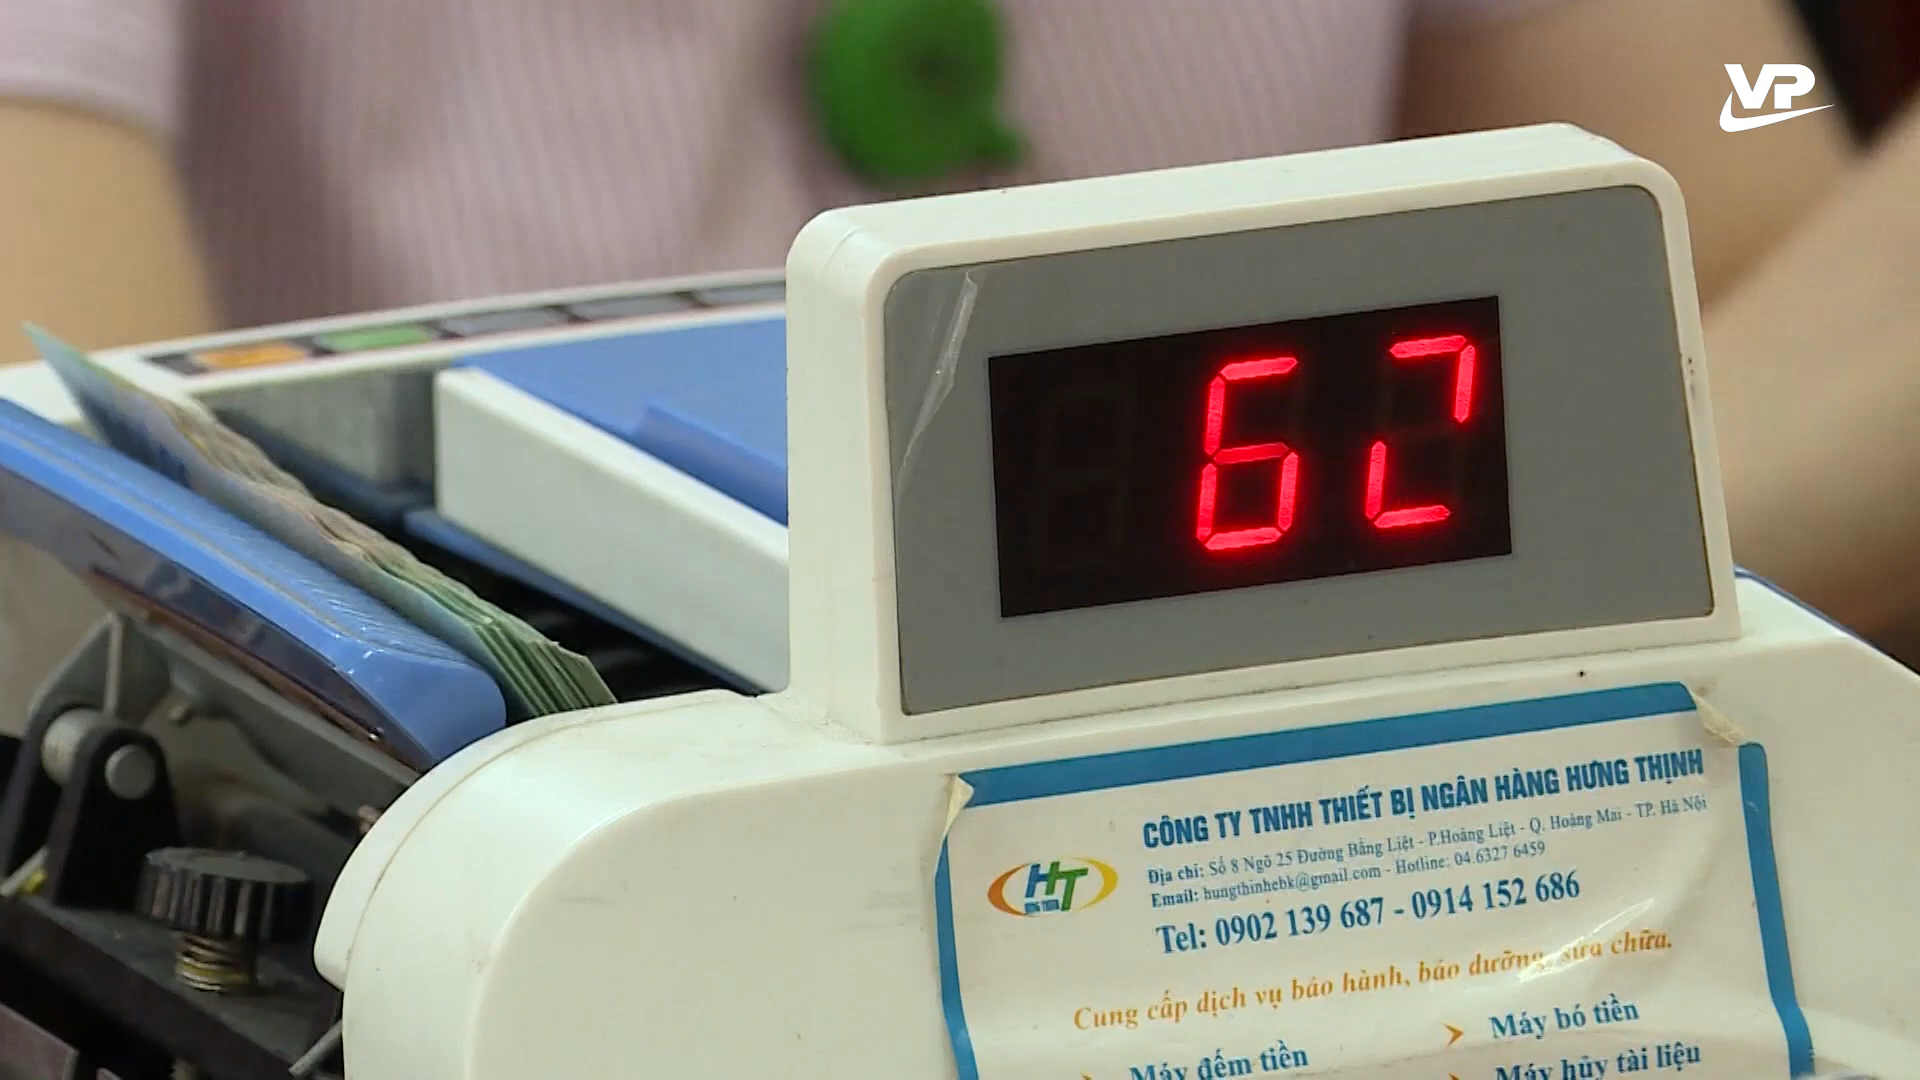 VP
62
CÔNG TY TNHH THIẾT BỊ NGÂN HÀNG HƯNG THỊNH
Địa chỉ: Số 8 Ngõ 25 Đường Bằng Liệt - P.Hoàng Liệt - Q. Hoàng Mai - TP. Hà Nội
Email: hungthinhebk@gmail.com - Hotline: 04.6327 6459
HT
Tel: 0902 139 687 - 0914 152 686
Cung cấp dịch vụ bảo hành, bảo dưỡng, sửa chữa.
Máy bó tiền
Máy đếm tiền
Máy hủy tài liệu